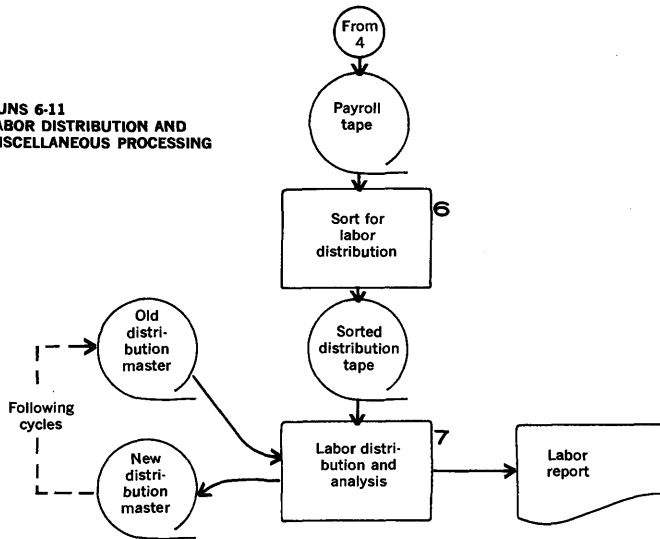 From
4
UNS 6-11
ABOR DISTRIBUTION AND
ISCELLANEOUS PROCESSING
Payroll
tape
6
Sort for
labor
distribution
Old
distri-
bution
master
Sorted
distribution
tape
Following
cycles
7
Labor distri-
bution and
analysis
Labor
report
New
distri-
bution
master